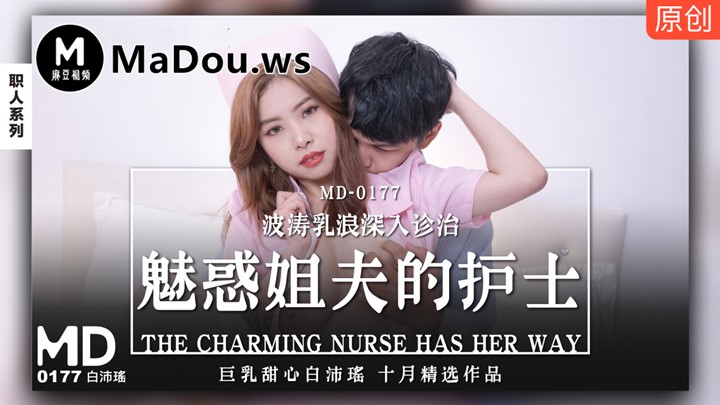 原创
M
麻豆视频
MaDou.ws
职人系列
MD-0177
波涛乳浪深入诊治
魅惑姐夫的护士
THE CHARMING NURSE HAS HER WAY
MD
0177 白沛瑤
巨乳甜心白沛瑤 十月精选作品